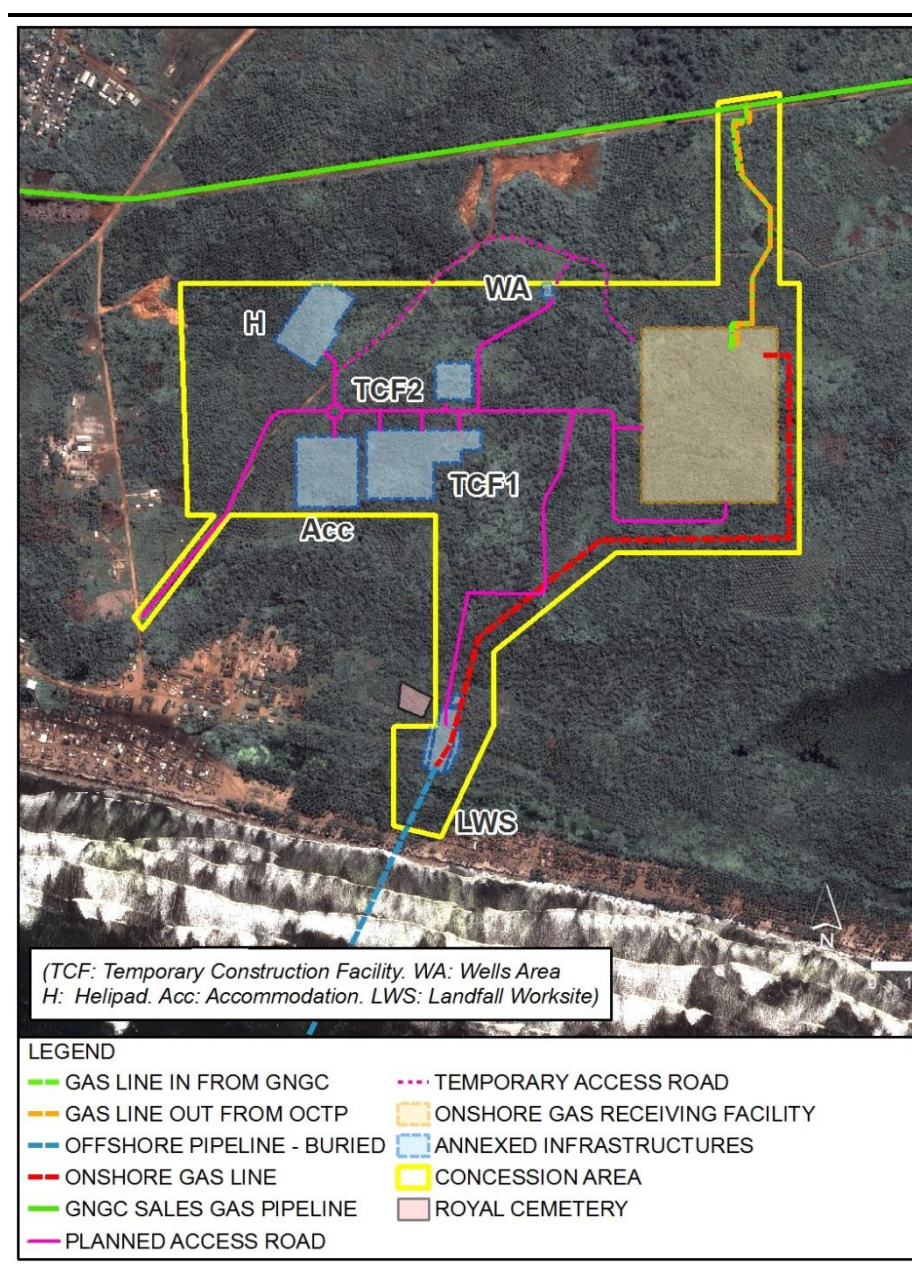 WA
H
TCF2
TCF1
Acc
LWS
N
0 1
(TCF: Temporary Construction Facility. WA: Wells Area
H: Helipad. Acc: Accommodation. LWS: Landfall Worksite)
LEGEND
GAS LINE IN FROM GNGC
GAS LINE OUT FROM OCTP
OFFSHORE PIPELINE - BURIED
ONSHORE GAS LINE
GNGC SALES GAS PIPELINE
PLANNED ACCESS ROAD
TEMPORARY ACCESS ROAD
ONSHORE GAS RECEIVING FACILITY
ANNEXED INFRASTRUCTURES
CONCESSION AREA
ROYAL CEMETERY